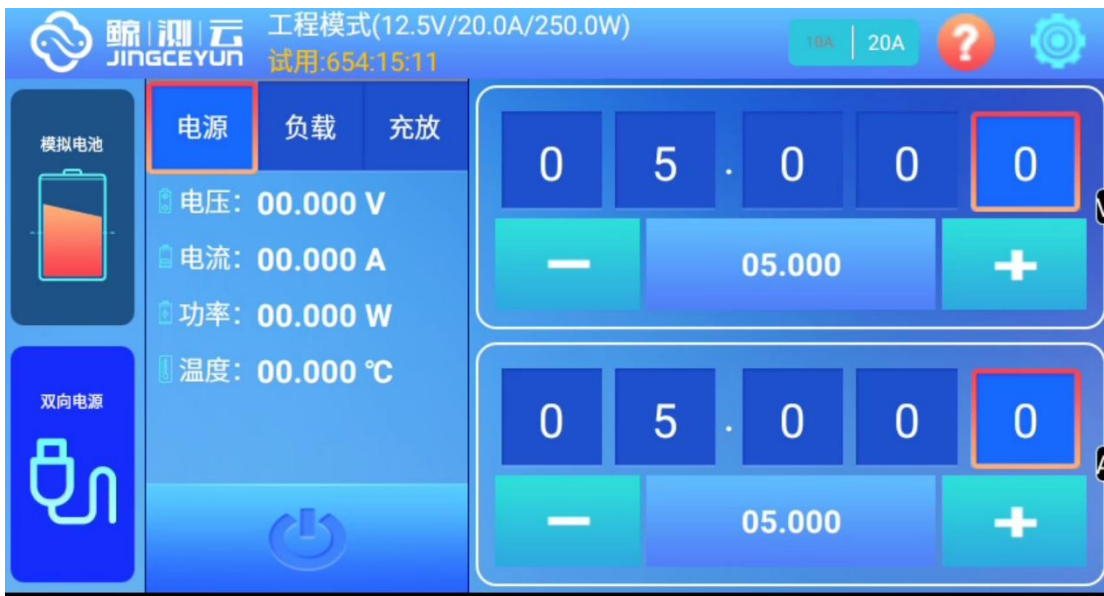 鲸测云
JINGCEYUN
工程模式(12.5V/20.0A/250.0W)
试用:654:15:11
10A
20A
?
模拟电池
双向电源
电源
负载
充放
电压: 00.000 V
电流: 00.000 A
功率: 00.000 W
温度: 00.000 ℃
0 5 . 0 0 0
V
− 05.000 +
0 5 . 0 0 0
A
− 05.000 +